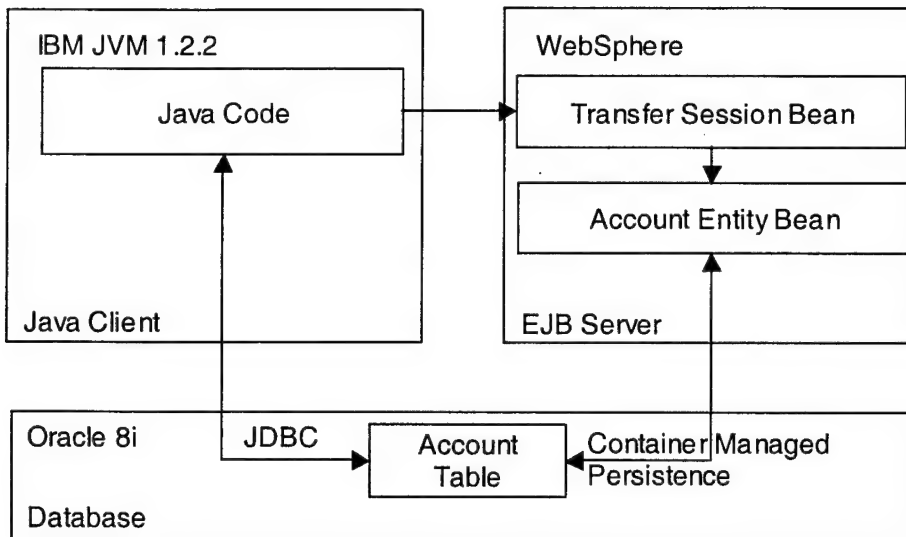 IBM JVM 1.2.2
Java Code
Java Client
WebSphere
Transfer Session Bean
Account Entity Bean
EJB Server
Oracle 8i
JDBC
Account
Table
Container Managed
Persistence
Database